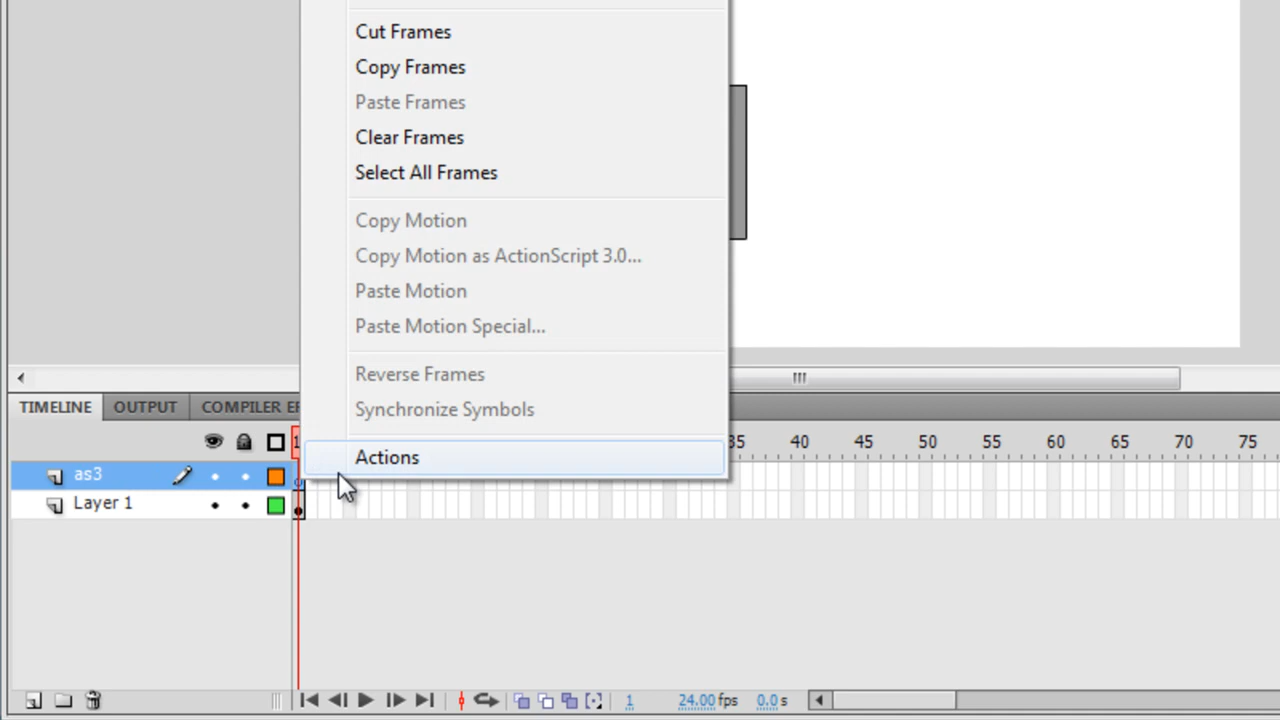 Cut Frames
Copy Frames
Paste Frames
Clear Frames
Select All Frames
Copy Motion
Copy Motion as ActionScript 3.0...
Paste Motion
Paste Motion Special...
Reverse Frames
Synchronize Symbols
Actions
TIMELINE OUTPUT COMPILER
1 35 40 45 50 55 60 65 70 75
as3
Layer 1
1 24.00 fps 0.0 s